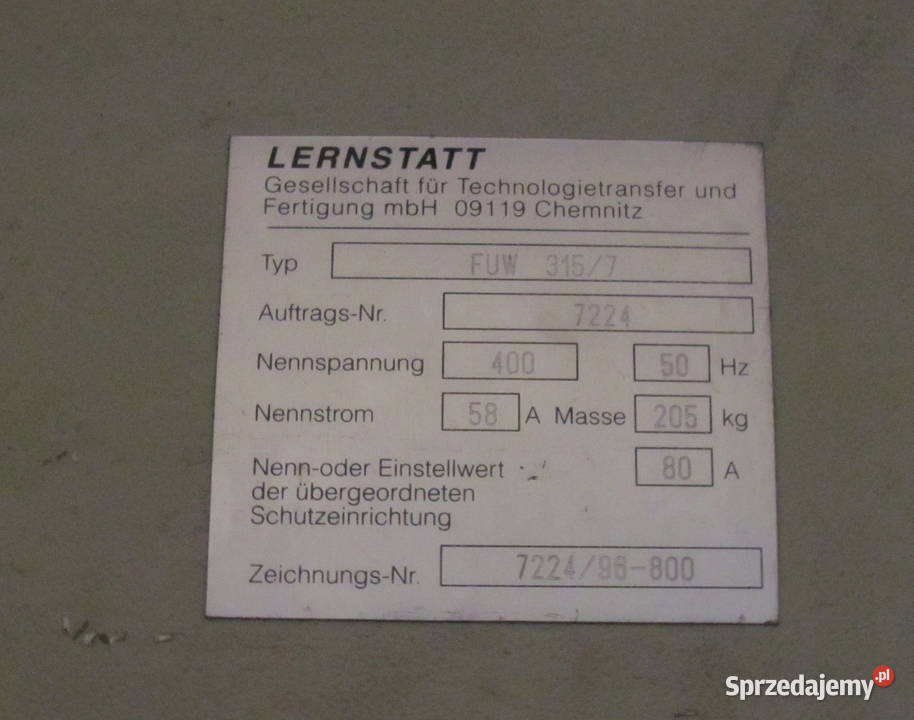 LERNSTATT
Gesellschaft für Technologietransfer und
Fertigung mbH 09119 Chemnitz
Typ FUW 315/7
Auftrags-Nr. 7224
Nennspannung 400 50 Hz
Nennstrom 58 A Masse 205 kg
Nenn-oder Einstellwert 80 A
der übergeordneten
Schutzeinrichtung
Zeichnungs-Nr. 7224/98-800
Sprzedajemy.pl